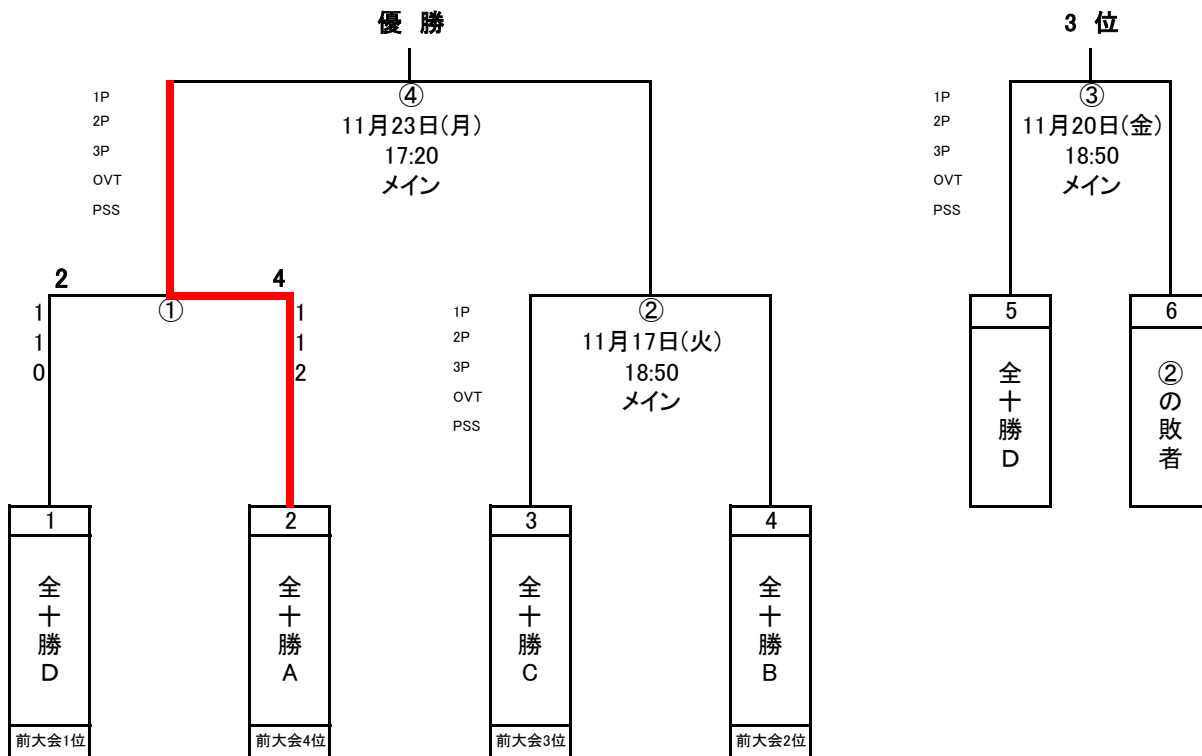 優 勝
3 位
④
11月23日(月)
17:20
メイン
1P
2P
3P
OVT
PSS
③
11月20日(金)
18:50
メイン
1P
2P
3P
OVT
PSS
2
4
①
1
1
0
1
1
2
②
11月17日(火)
18:50
メイン
1P
2P
3P
OVT
PSS
5
全十勝D
6
②の敗者
1
全十勝D
前大会1位
2
全十勝A
前大会4位
3
全十勝C
前大会3位
4
全十勝B
前大会2位